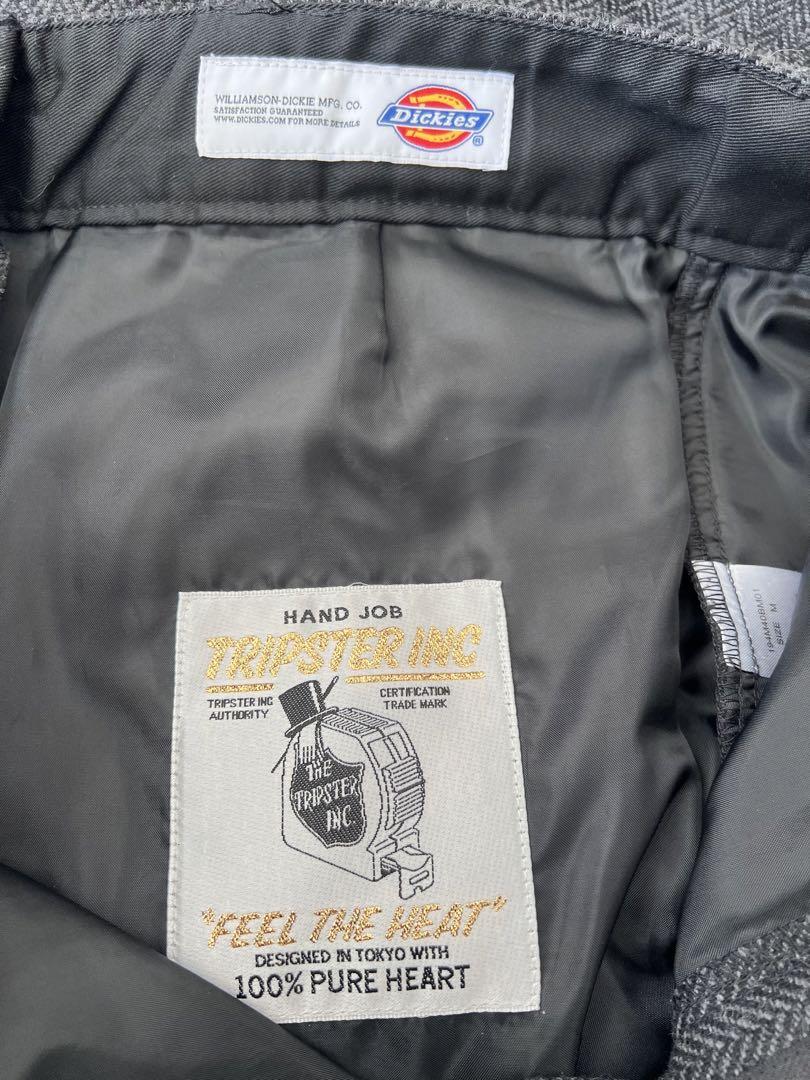 WILLIAMSON-DICKIE MFG. CO.
SATISFACTION GUARANTEED
WWW.DICKIES.COM FOR MORE DETAILS
Dickies
®
HAND JOB
TRIPSTER INC
TRIPSTER INC
AUTHORITY
CERTIFICATION
TRADE MARK
THE
TRIPSTER
INC.
"FEEL THE HEAT"
DESIGNED IN TOKYO WITH
100% PURE HEART
194M40BM01
SIZE M